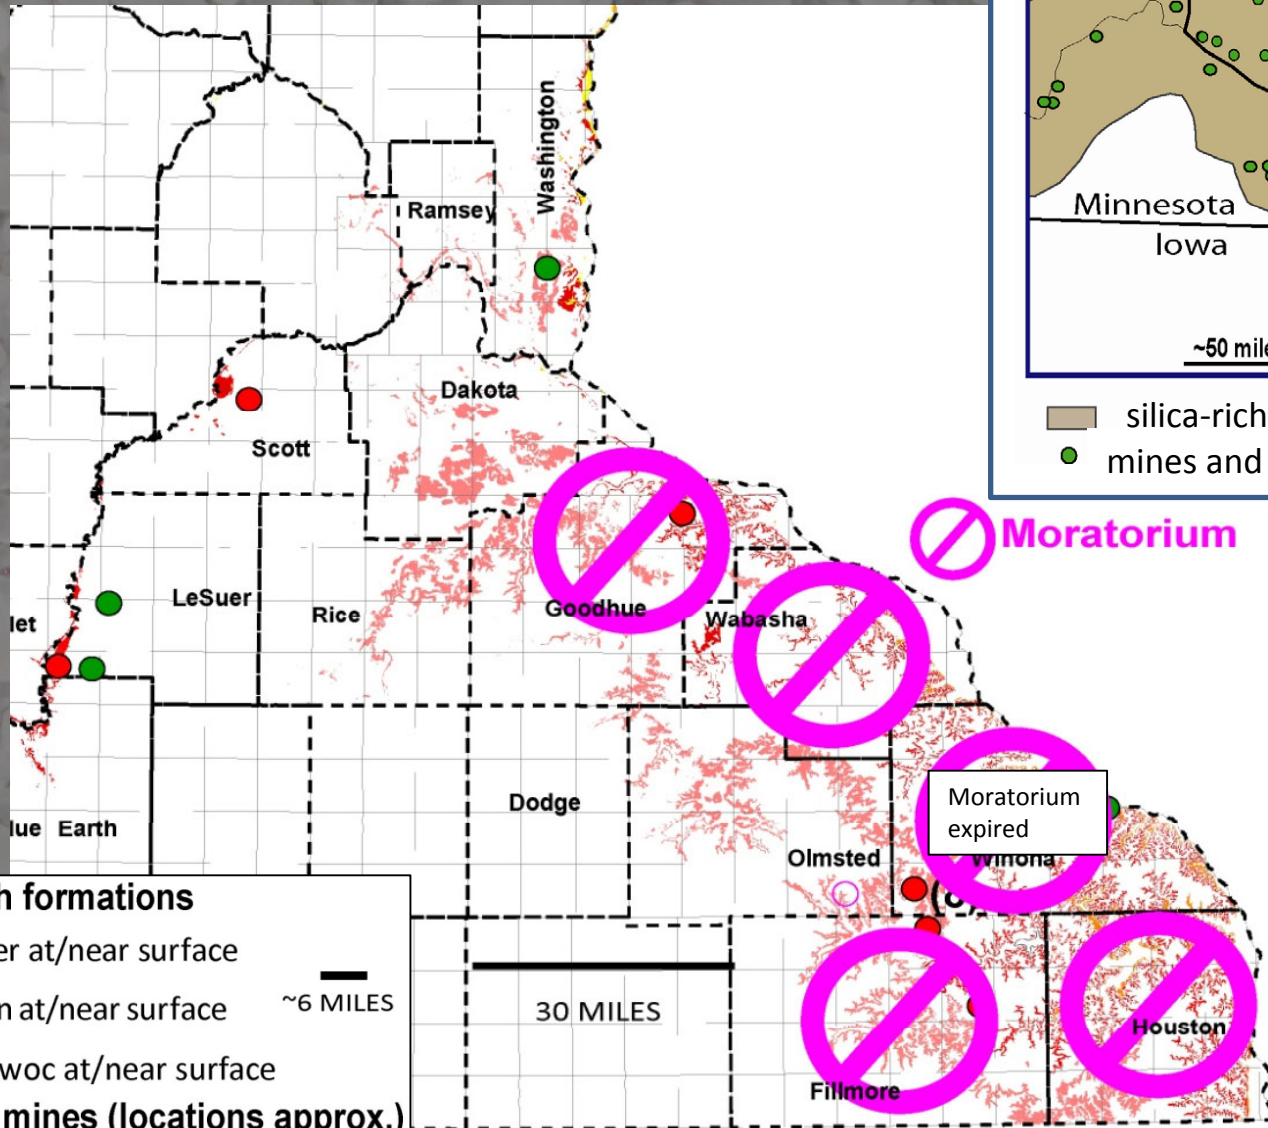 Minnesota
Iowa
~50 mile
silica-rich
mines and
Moratorium
Washington
Ramsey
Dakota
Scott
LeSuer
Rice
Goodhue
Wabasha
let
lue Earth
Dodge
Olmsted
Moratorium
expired
Winona
Houston
Fillmore
30 MILES
h formations
er at/near surface
n at/near surface
~6 MILES
woc at/near surface
mines (locations approx.)